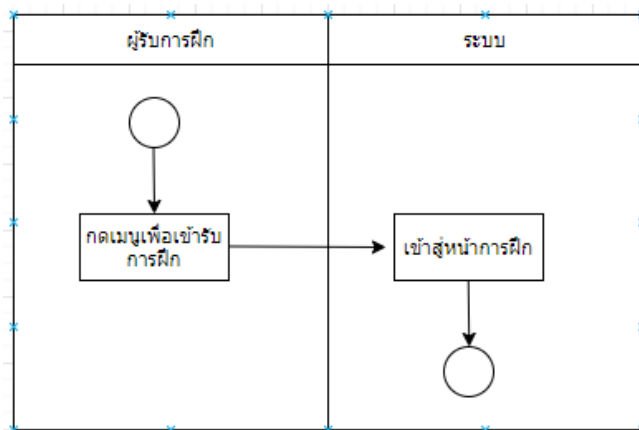 ผู้รับการฝึก
ระบบ
กดเมนูเพื่อเข้ารับ
การฝึก
เข้าสู่หน้าการฝึก